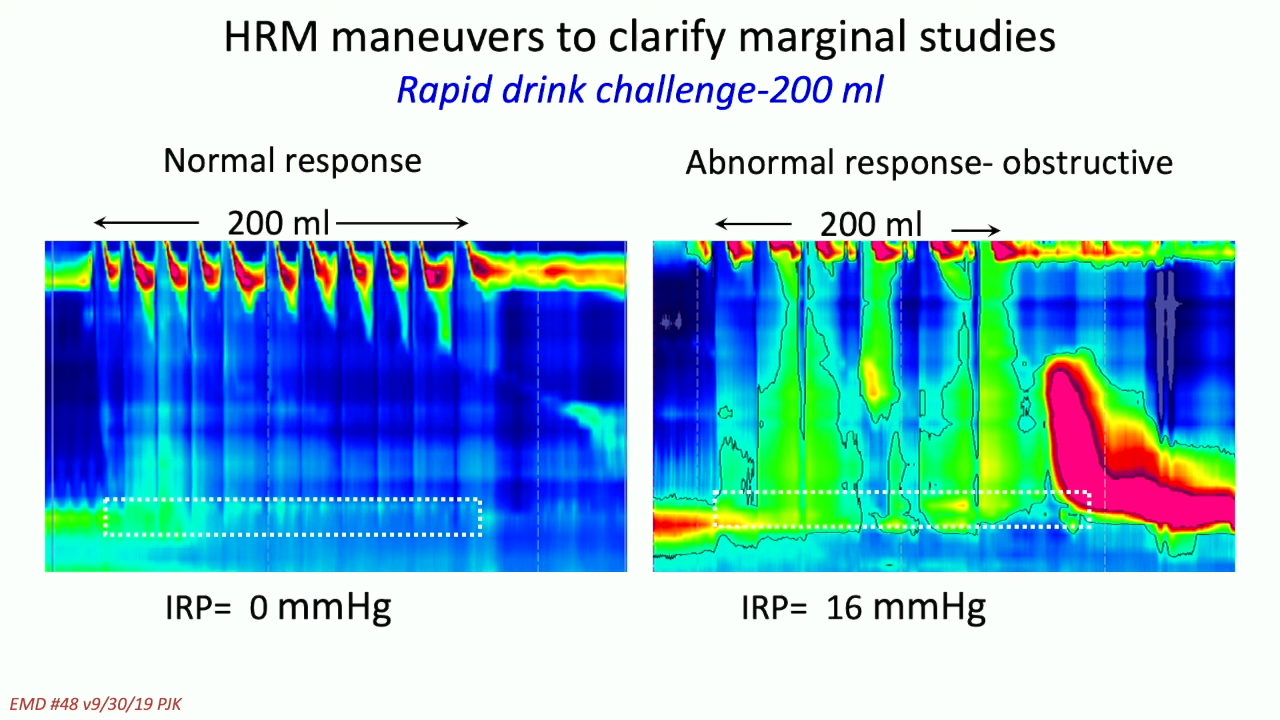 HRM maneuvers to clarify marginal studies
Rapid drink challenge-200 ml
Normal response
Abnormal response- obstructive
200 ml
200 ml
IRP= 0 mmHg
IRP= 16 mmHg
EMD #48 v9/30/19 PJK